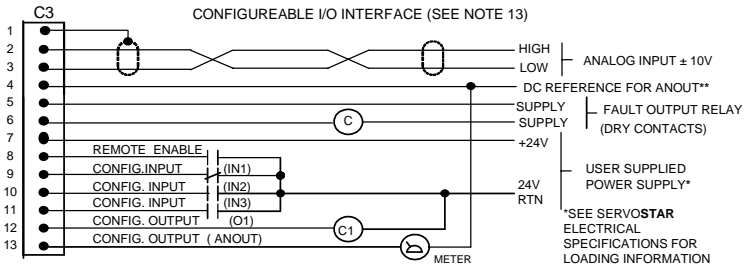 C3
CONFIGUREABLE I/O INTERFACE (SEE NOTE 13)
1
2
HIGH
3
LOW
ANALOG INPUT ± 10V
4
DC REFERENCE FOR ANOUT**
5
SUPPLY
FAULT OUTPUT RELAY
(DRY CONTACTS)
6
C
SUPPLY
7
+24V
8
REMOTE ENABLE
9
CONFIG.INPUT (IN1)
USER SUPPLIED
POWER SUPPLY*
10
CONFIG. INPUT (IN2)
24V
RTN
11
CONFIG. INPUT (IN3)
12
CONFIG. OUTPUT (O1)
C1
13
CONFIG. OUTPUT ( ANOUT)
METER
*SEE SERVOSTAR
ELECTRICAL
SPECIFICATIONS FOR
LOADING INFORMATION